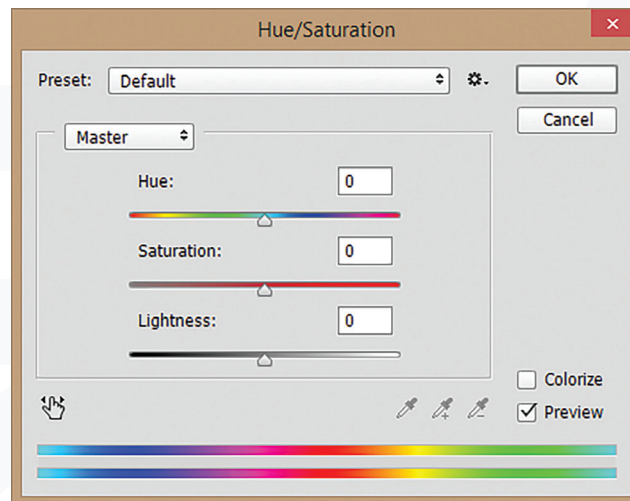 Hue/Saturation
Preset: Default OK
Cancel
Master
Hue: 0
Saturation: 0
Lightness: 0
Colorize
Preview